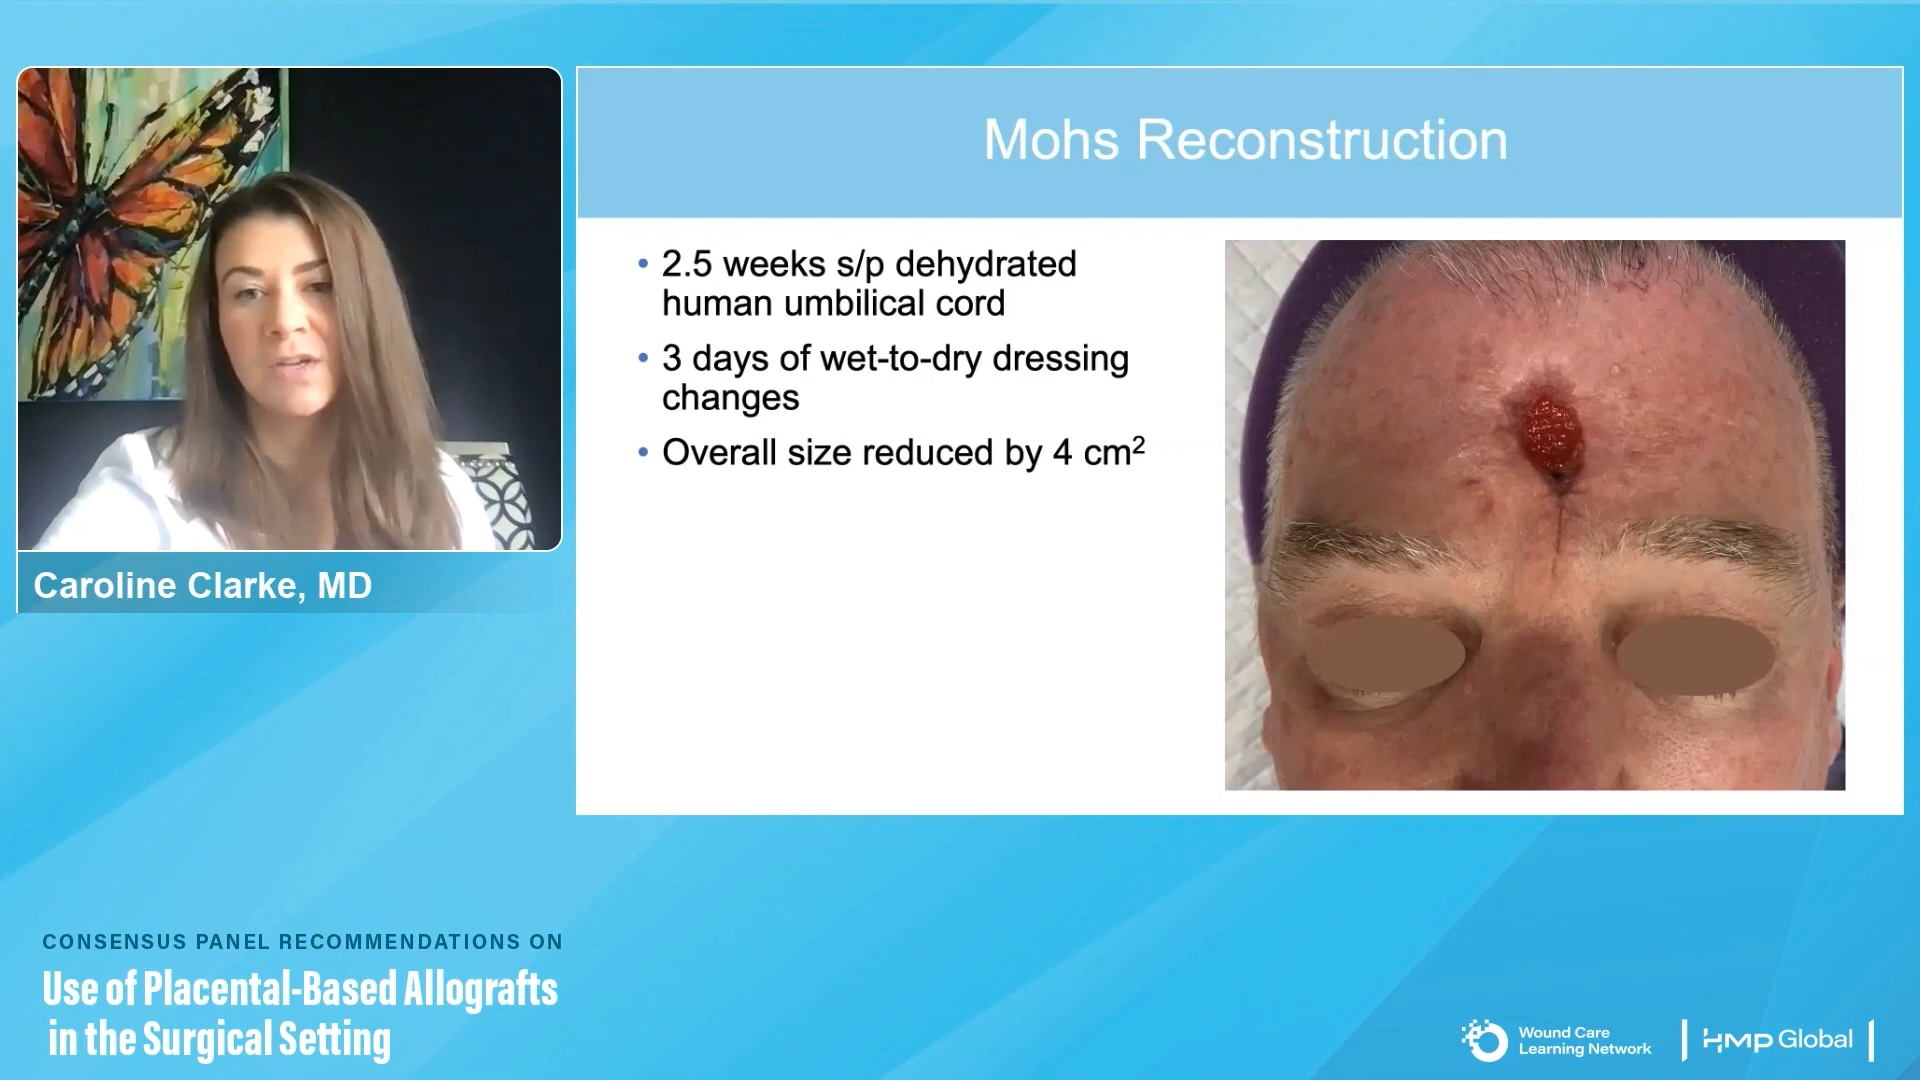 Mohs Reconstruction
• 2.5 weeks s/p dehydrated
human umbilical cord
• 3 days of wet-to-dry dressing
changes
• Overall size reduced by 4 cm²
Caroline Clarke, MD
CONSENSUS PANEL RECOMMENDATIONS ON
Use of Placental-Based Allografts
in the Surgical Setting
Wound Care
Learning Network
HMP Global